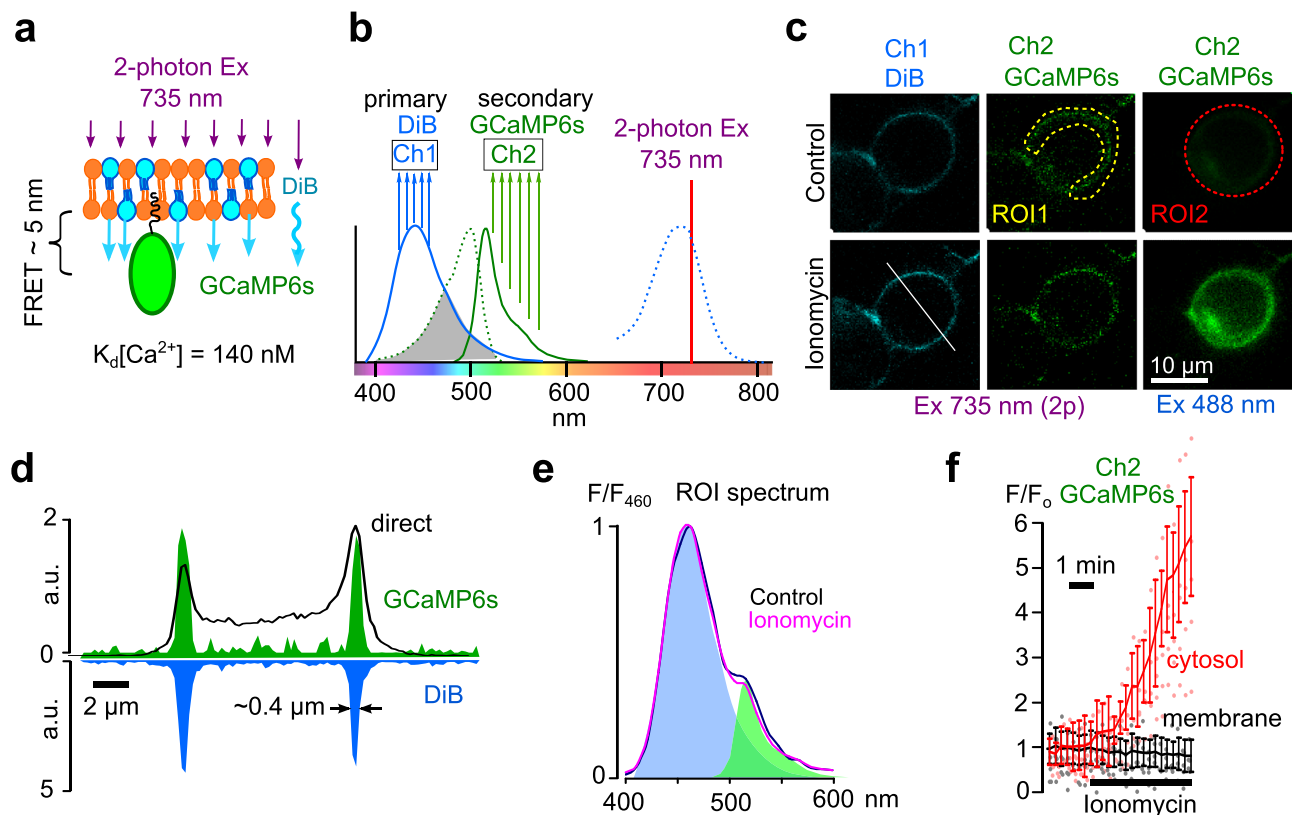 a
2-photon Ex
735 nm
DiB
FRET ~ 5 nm
GCaMP6s
Kd[Ca2+] = 140 nM
b
primary
secondary
DiB
GCaMP6s
Ch1
Ch2
2-photon Ex
735 nm
400
500
600
700
800
nm
c
Ch1
DiB
Ch2
GCaMP6s
Ch2
GCaMP6s
Control
ROI1
ROI2
Ionomycin
10 µm
Ex 735 nm (2p)
Ex 488 nm
d
2
a.u.
0
direct
GCaMP6s
DiB
2 µm
~0.4 µm
a.u.
5
e
F/F460
ROI spectrum
1
Control
Ionomycin
0
400
500
600
nm
f
Ch2
GCaMP6s
F/Fo
6
5
4
3
2
1
0
1 min
cytosol
membrane
Ionomycin